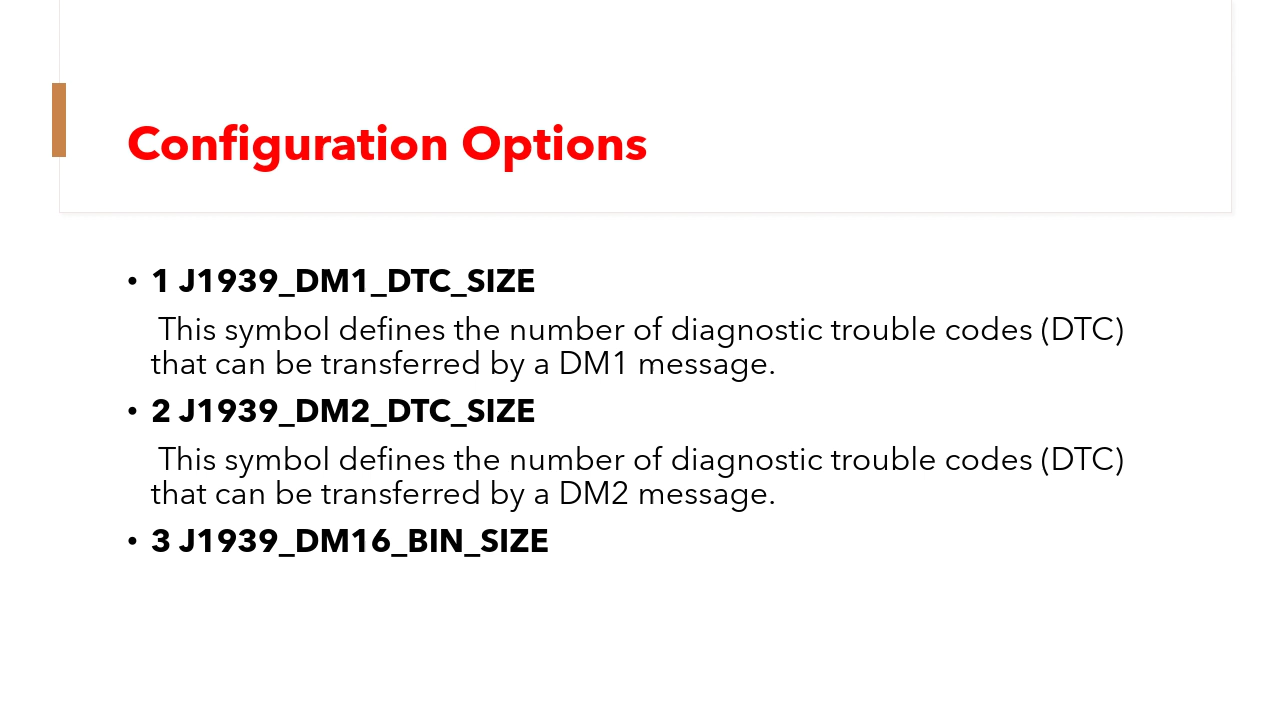 Configuration Options
• 1 J1939_DM1_DTC_SIZE
This symbol defines the number of diagnostic trouble codes (DTC)
that can be transferred by a DM1 message.
• 2 J1939_DM2_DTC_SIZE
This symbol defines the number of diagnostic trouble codes (DTC)
that can be transferred by a DM2 message.
• 3 J1939_DM16_BIN_SIZE